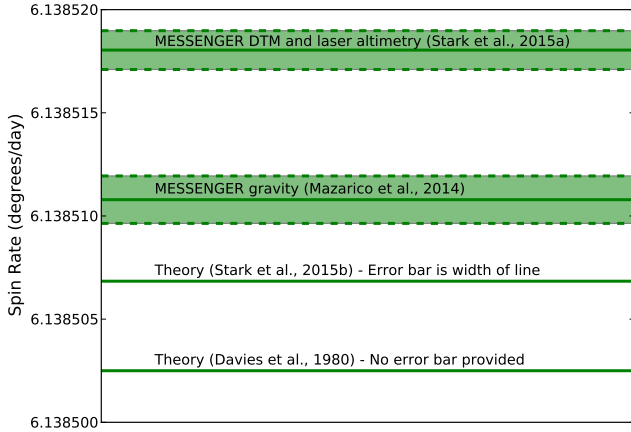 6.138520
MESSENGER DTM and laser altimetry (Stark et al., 2015a)
6.138515
MESSENGER gravity (Mazarico et al., 2014)
6.138510
Theory (Stark et al., 2015b) - Error bar is width of line
6.138505
Theory (Davies et al., 1980) - No error bar provided
6.138500
Spin Rate (degrees/day)